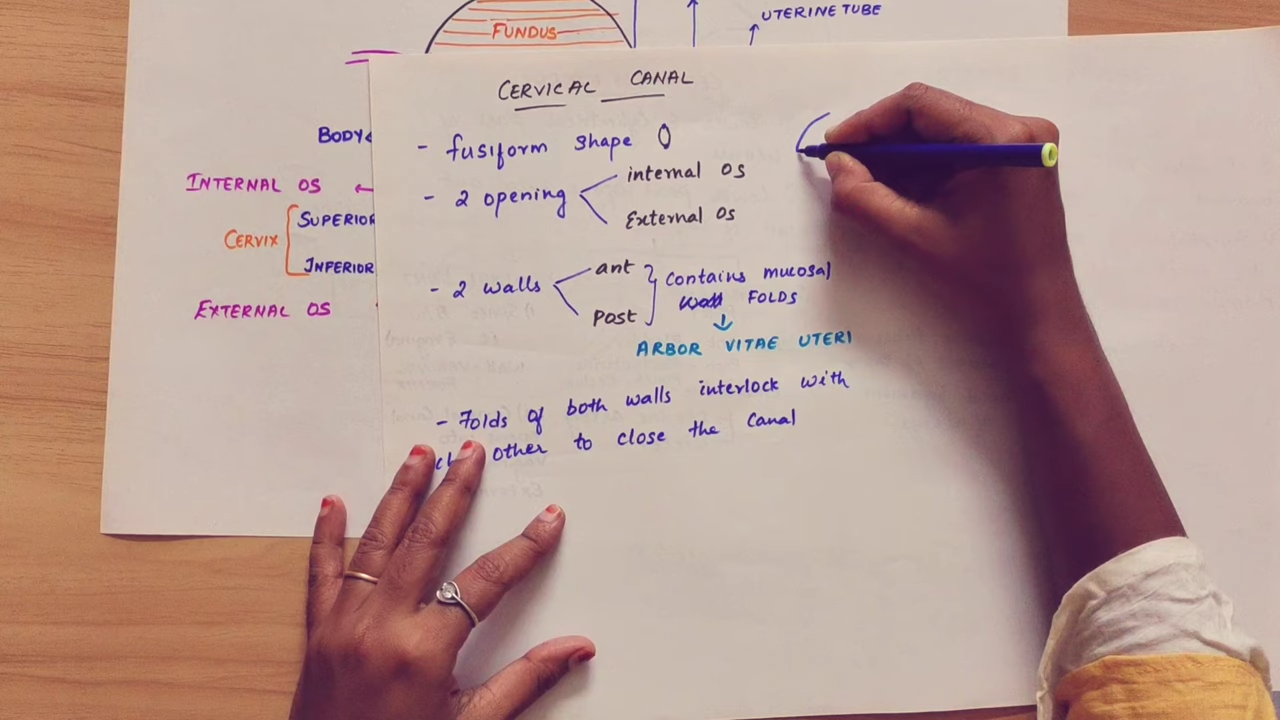 UTERINE TUBE
FUNDUS
BODY
INTERNAL OS
CERVIX
SUPERIOR
INFERIOR
EXTERNAL OS
CERVICAL CANAL
- fusiform shape
- 2 opening
internal os
External os
- 2 walls
ant
Post
contains mucosal
FOLDS
ARBOR VITAE UTERI
- Folds of both walls interlock with
other to close the canal